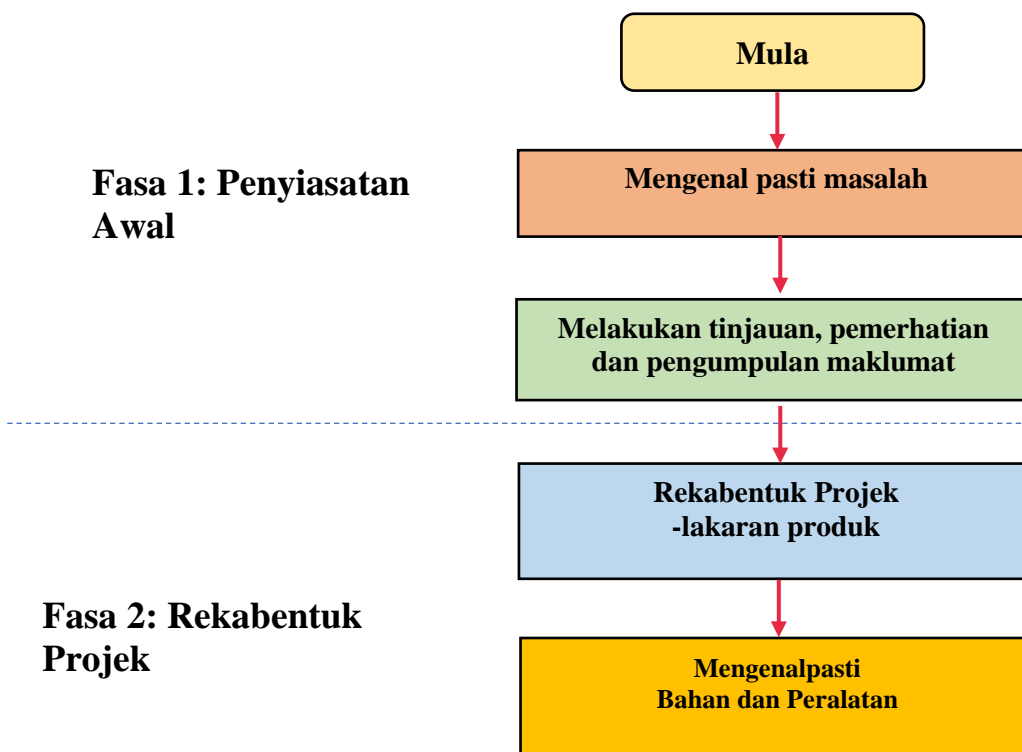 Mula
Fasa 1: Penyiasatan
Awal
Mengenal pasti masalah
Melakukan tinjauan, pemerhatian
dan pengumpulan maklumat
Rekabentuk Projek
-lakaran produk
Fasa 2: Rekabentuk
Projek
Mengenalpasti
Bahan dan Peralatan